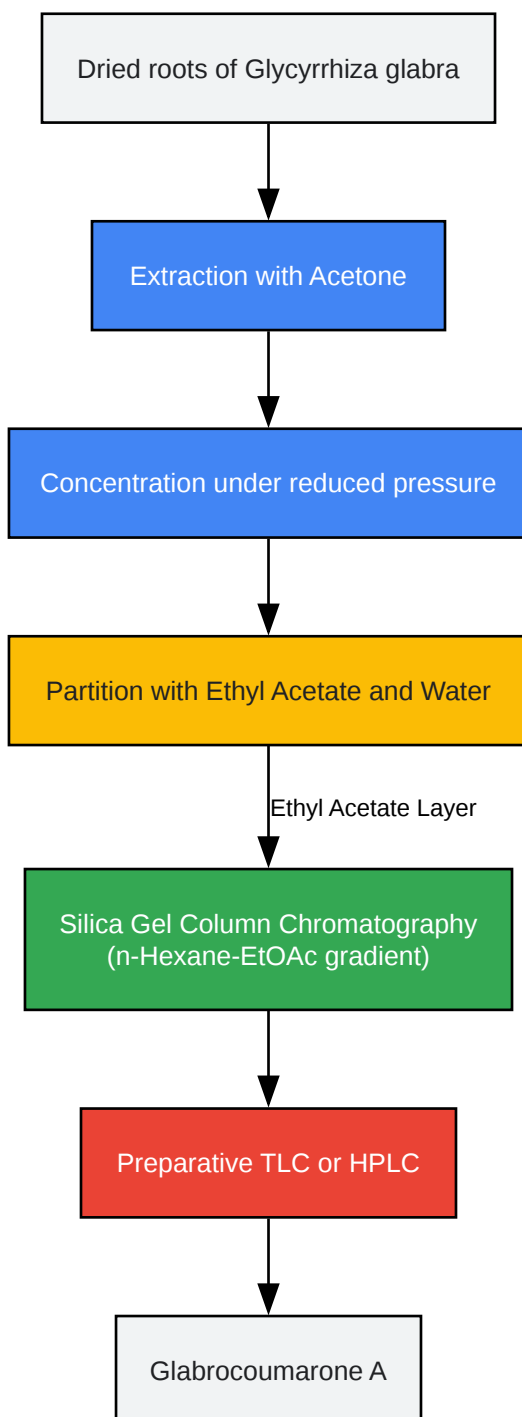 Dried roots of Glycyrrhiza glabra
Extraction with Acetone
Concentration under reduced pressure
Partition with Ethyl Acetate and Water
Ethyl Acetate Layer
Silica Gel Column Chromatography
(n-Hexane-EtOAc gradient)
Preparative TLC or HPLC
Glabrocoumarone A